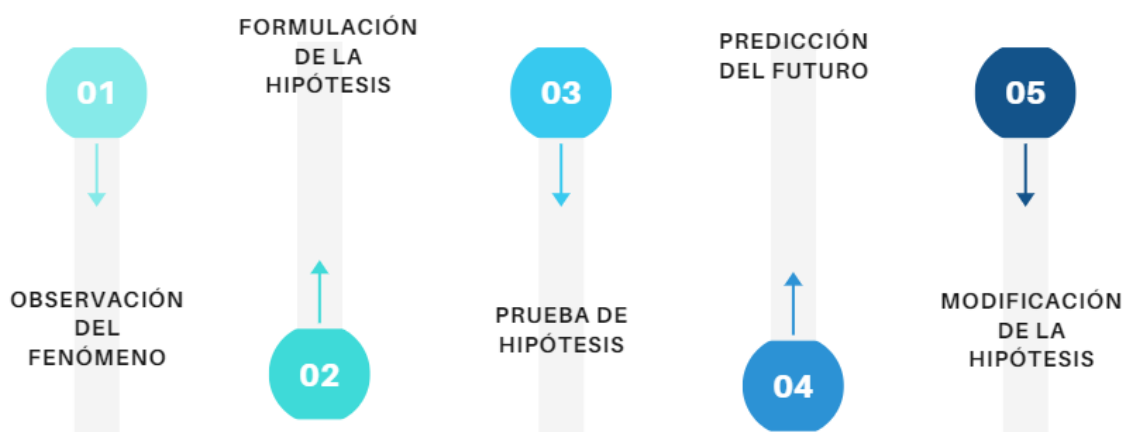 01
OBSERVACIÓN
DEL
FENÓMENO
FORMULACIÓN
DE LA
HIPÓTESIS
02
03
PRUEBA DE
HIPÓTESIS
PREDICCIÓN
DEL FUTURO
04
05
MODIFICACIÓN
DE LA
HIPÓTESIS